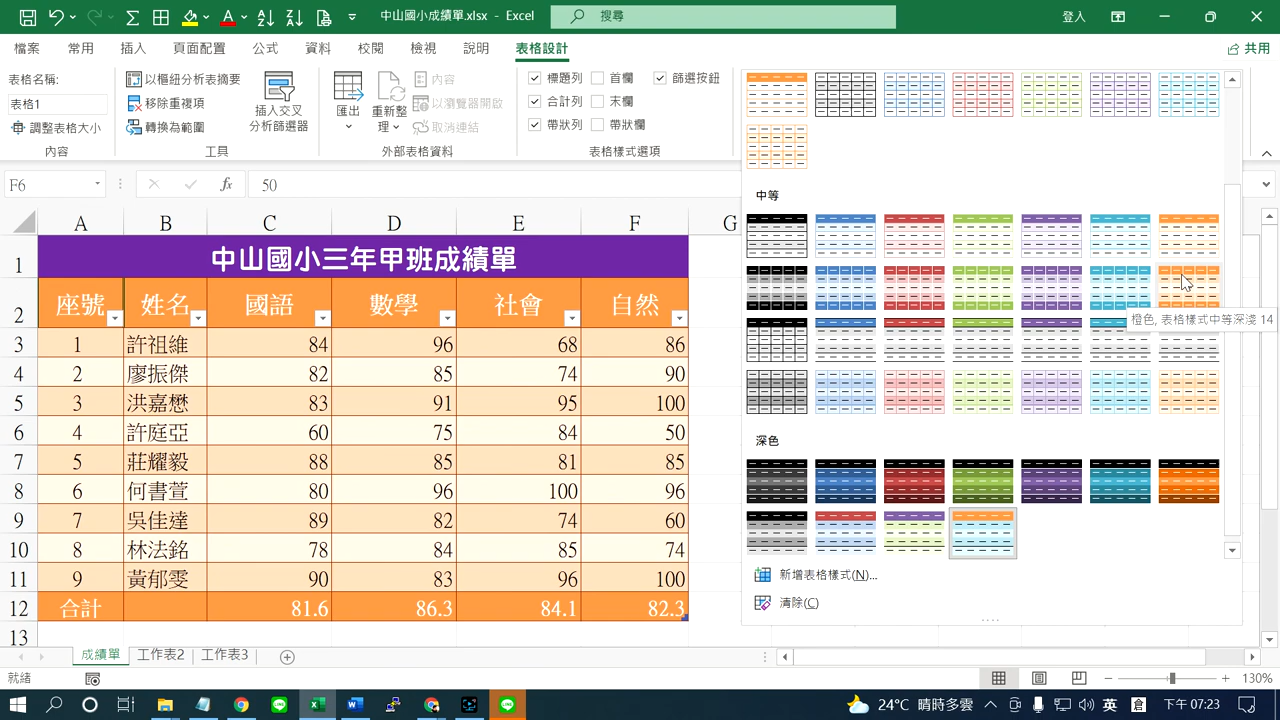 中山國小成績單.xlsx - Excel
搜尋
登入
檔案 常用 插入 頁面配置 公式 資料 校閱 檢視 說明 表格設計 共用
表格名稱:
表格1
調整表格大小
內容
以樞紐分析表摘要
移除重複項
轉換為範圍
插入交叉
分析篩選器
工具
匯出
重新整
理
內容
以瀏覽器開啟
取消連結
外部表格資料
標題列 首欄 篩選按鈕
合計列 末欄
帶狀列 帶狀欄
表格樣式選項
F6 fx 50
A B C D E F G
1 中山國小三年甲班成績單
2 座號 姓名 國語 數學 社會 自然
3 1 許祖維 84 96 68 86
4 2 廖振傑 82 85 74 90
5 3 洪嘉懋 83 91 95 100
6 4 許庭亞 60 75 84 50
7 5 莊耀毅 88 85 81 85
8 6 何書萱 80 96 100 96
9 7 吳佳達 89 82 74 60
10 8 林法銘 78 84 85 74
11 9 黃郁雯 90 83 96 100
12 合計 81.6 86.3 84.1 82.3
13
中等
橙色, 表格樣式中等深淺 14
深色
新增表格樣式(N)...
清除(C)
成績單 工作表2 工作表3
就緒
130%
24°C 晴時多雲
英
倉
下午 07:23